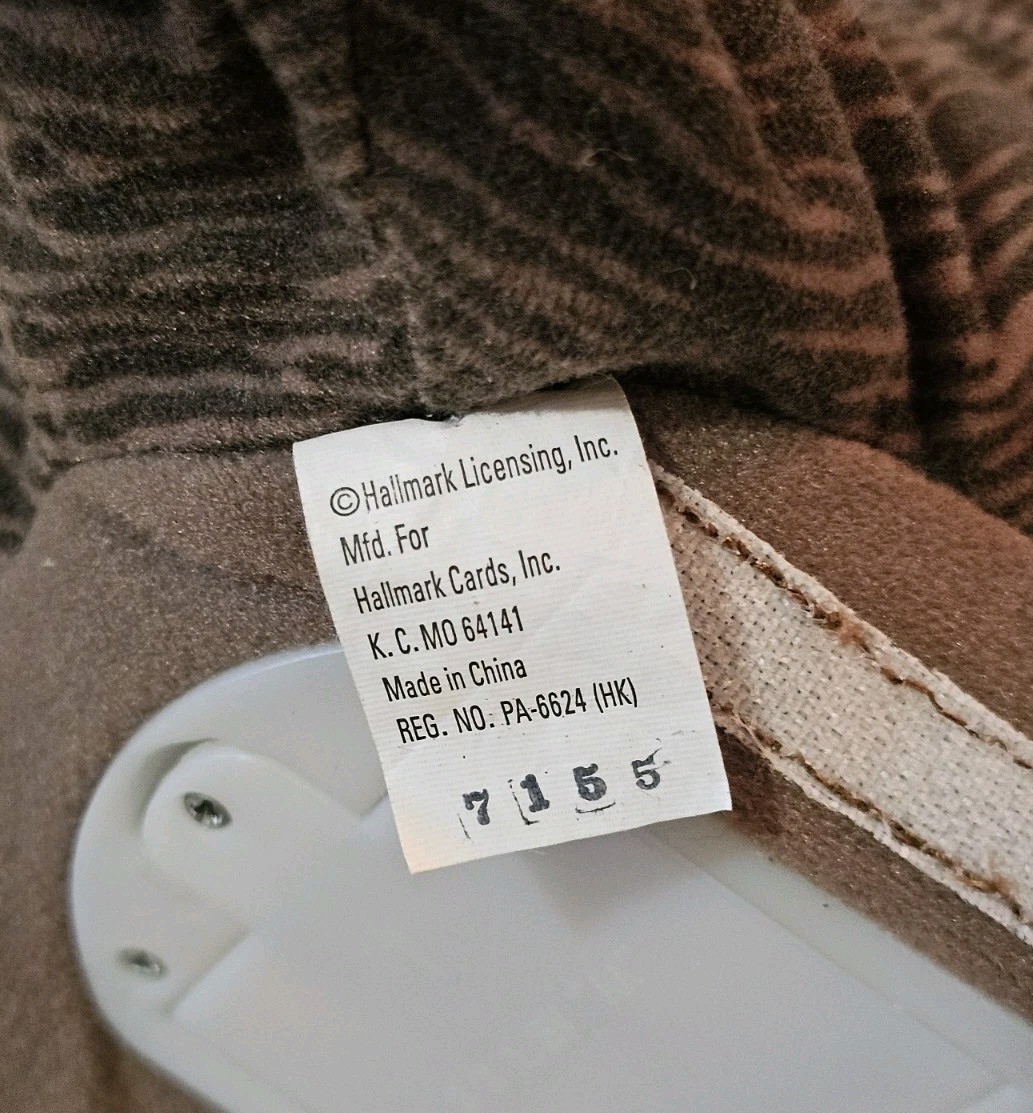 ©Hallmark Licensing, Inc.
Mfd. For
Hallmark Cards, Inc.
K. C. MO 64141
Made in China
REG. NO: PA-6624 (HK)
7155